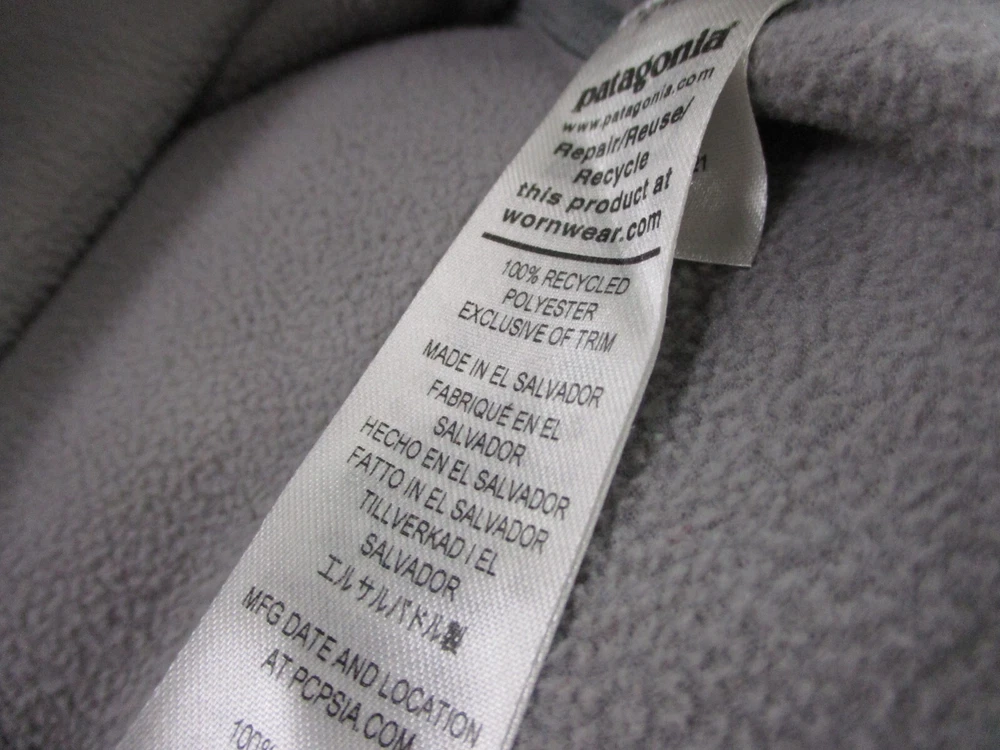 patagonia
www.patagonia.com
Repair/Reuse/
Recycle
this product at
wornwear.com
100% RECYCLED
POLYESTER
EXCLUSIVE OF TRIM
MADE IN EL SALVADOR
FABRIQUÉ EN EL
SALVADOR
HECHO EN EL SALVADOR
FATTO IN EL SALVADOR
TILLVERKAD I EL
SALVADOR
エルサルバドル製
MFG DATE AND LOCATION
AT PCPSIA.COM
100%
21